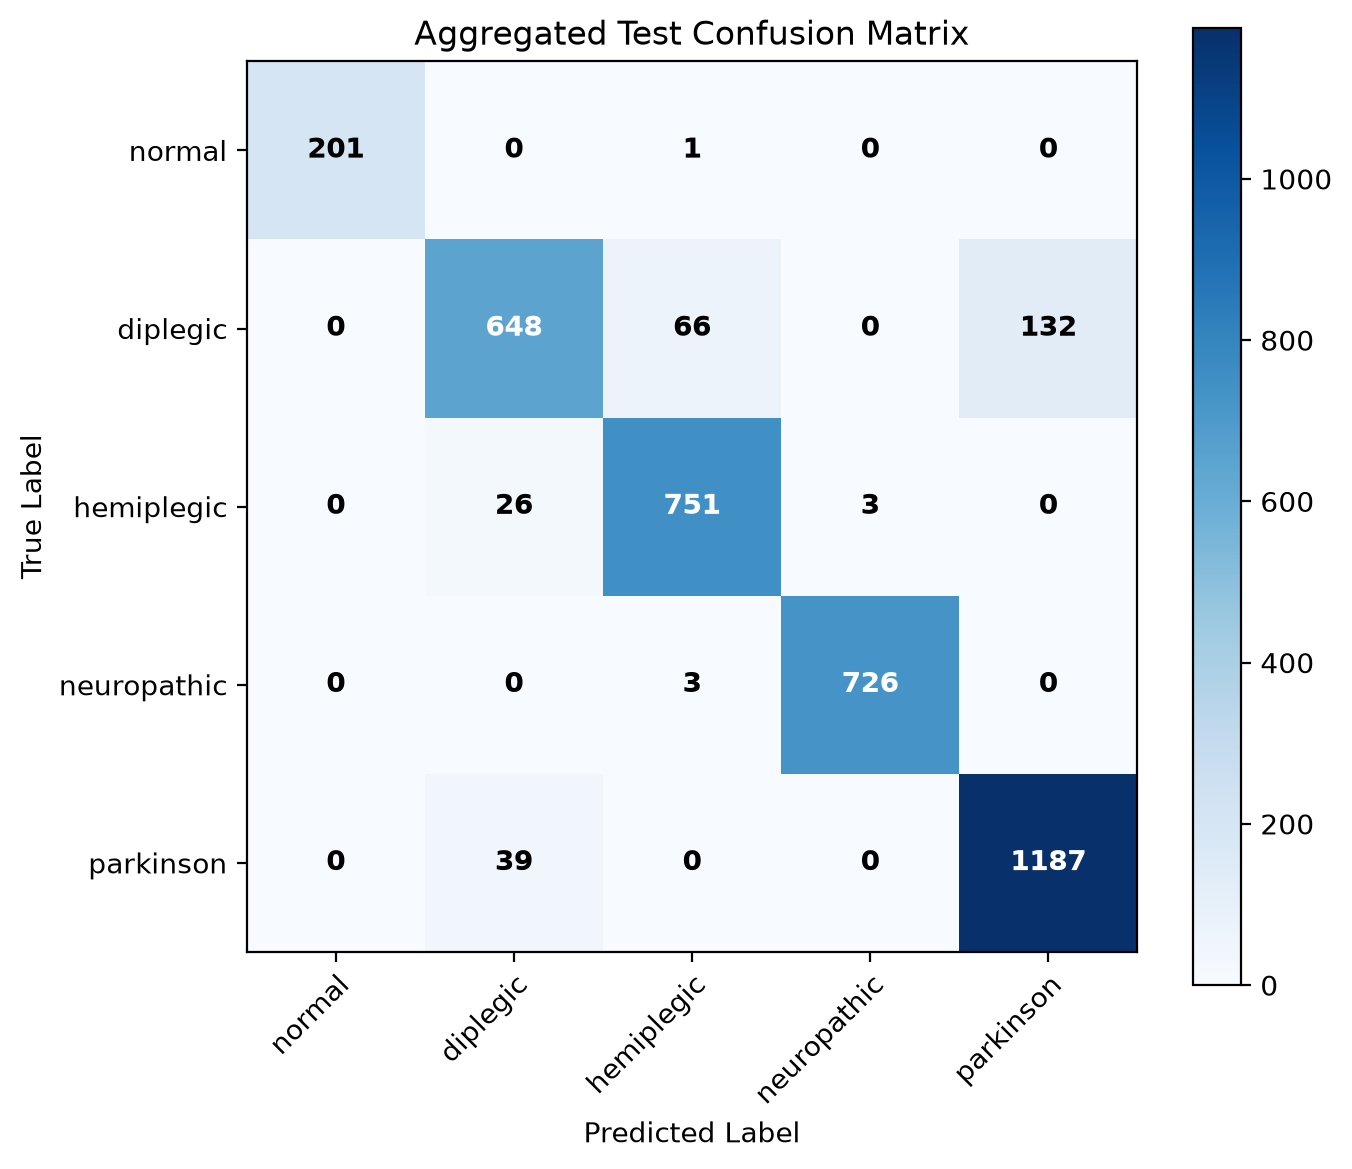 Aggregated Test Confusion Matrix
True Label
normal 201 0 1 0 0
diplegic 0 648 66 0 132
hemiplegic 0 26 751 3 0
neuropathic 0 0 3 726 0
parkinson 0 39 0 0 1187
normal diplegic hemiplegic neuropathic parkinson
Predicted Label
1000
800
600
400
200
0